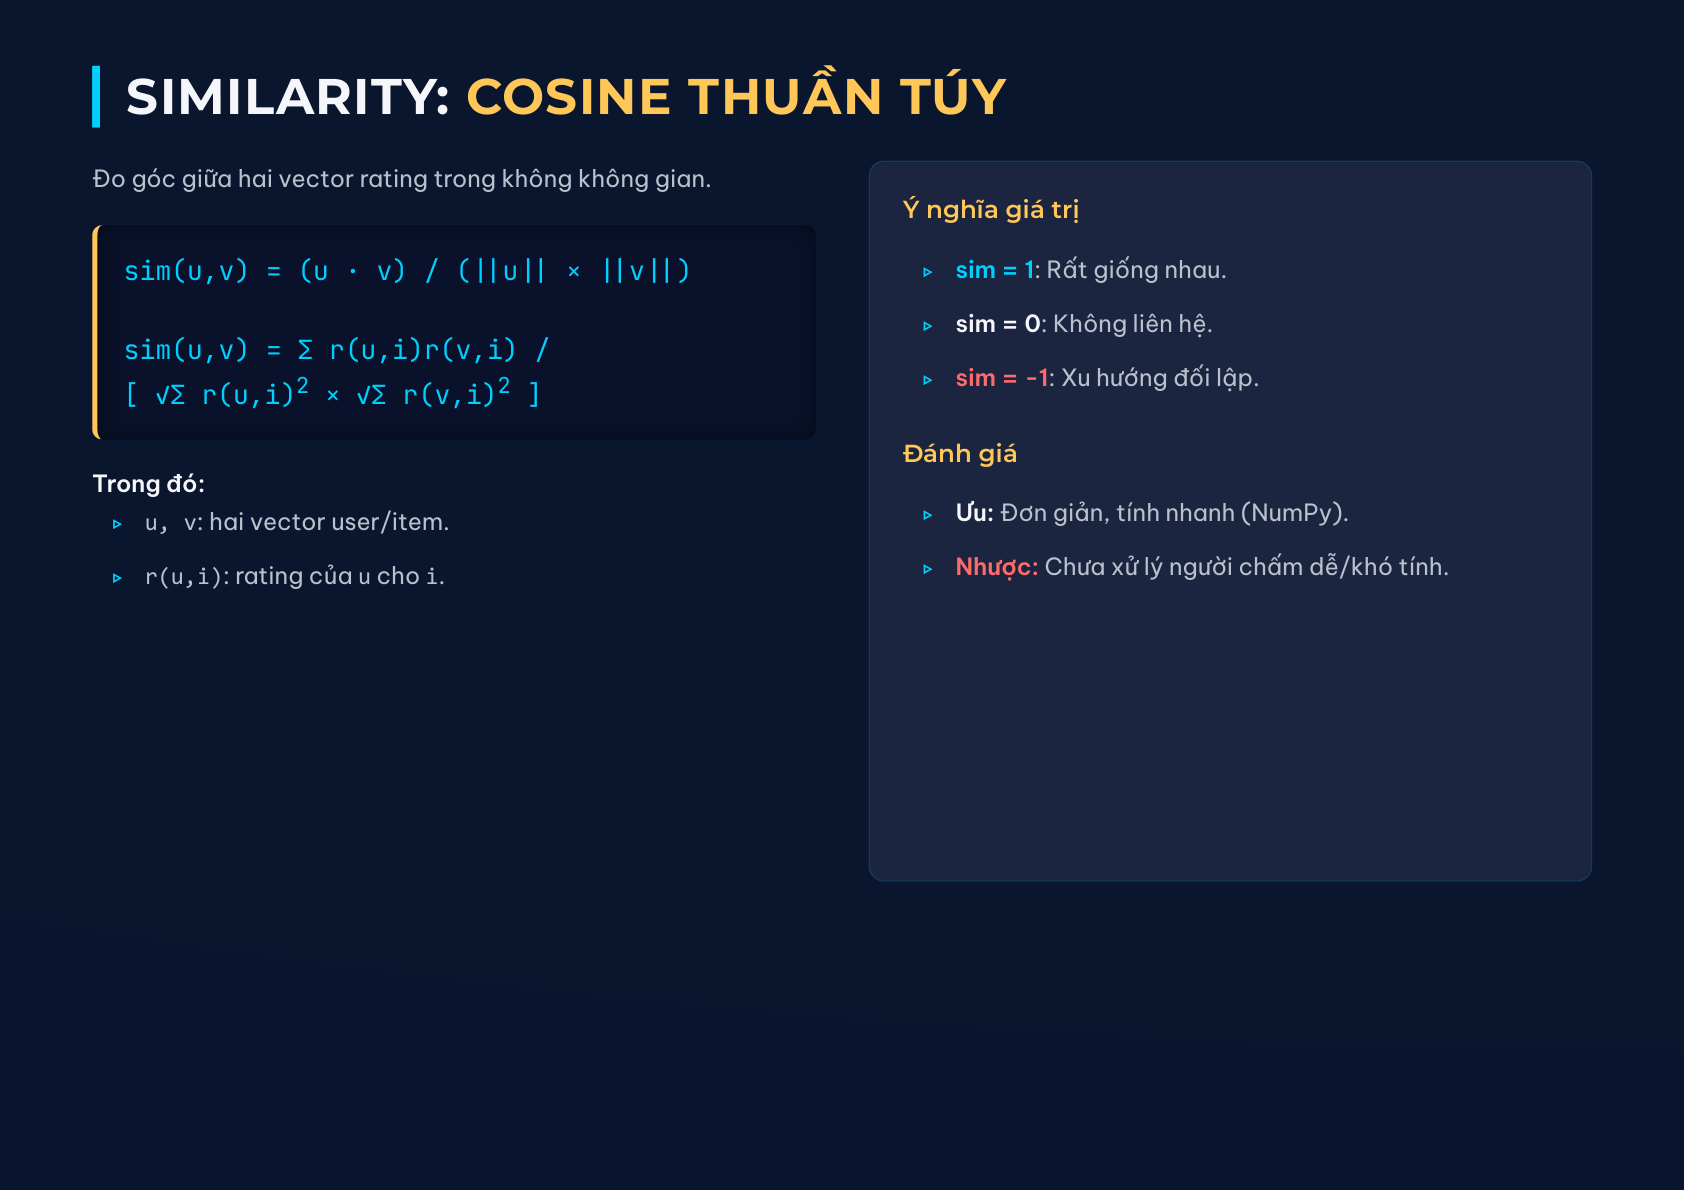 SIMILARITY: COSINE THUẦN TÚY
Đo góc giữa hai vector rating trong không không gian.
sim(u,v) = (u · v) / (||u|| × ||v||)
sim(u,v) = Σ r(u,i)r(v,i) /
[ √Σ r(u,i)² × √Σ r(v,i)² ]
Trong đó:
▹ u, v: hai vector user/item.
▹ r(u,i): rating của u cho i.
Ý nghĩa giá trị
▹ sim = 1: Rất giống nhau.
▹ sim = 0: Không liên hệ.
▹ sim = -1: Xu hướng đối lập.
Đánh giá
▹ Ưu: Đơn giản, tính nhanh (NumPy).
▹ Nhược: Chưa xử lý người chấm dễ/khó tính.